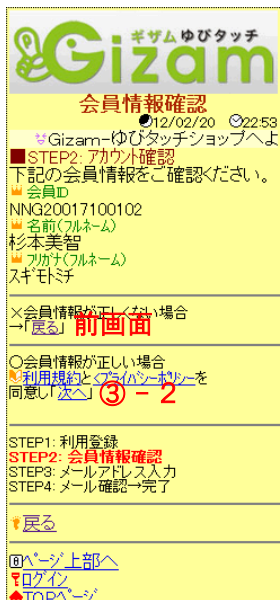 ギザムゆびタッチ
Gizam
会員情報確認
12/02/20 22:53
Gizam-ゆびタッチショップへよ
■STEP2: アカウント確認
下記の会員情報をご確認ください。
会員ID
NNG20017100102
名前(フルネーム)
杉本美智
フリガナ(フルネーム)
スギモトミチ
×会員情報が正しくない場合
→「戻る」 前画面
○会員情報が正しい場合
利用規約と<プライバシーポリシーを
同意し「次へ」 ③-2
STEP1: 利用登録
STEP2: 会員情報確認
STEP3: メールアドレス入力
STEP4: メール確認→完了
戻る
0ページ上部へ
ログイン
TOPページ